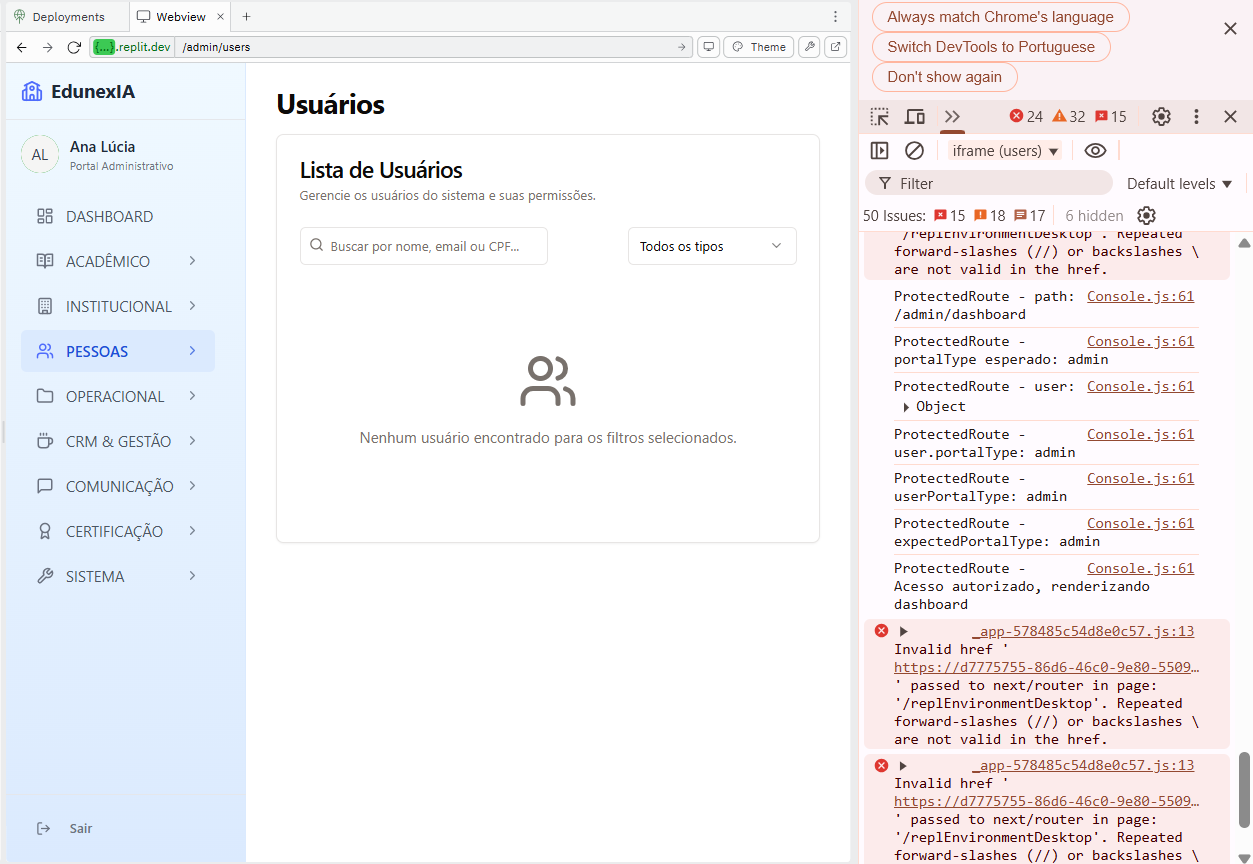 Deployments
Webview
{...}.replit.dev /admin/users
Theme
EdunexIA
AL
Ana Lúcia
Portal Administrativo
DASHBOARD
ACADÊMICO
INSTITUCIONAL
PESSOAS
OPERACIONAL
CRM & GESTÃO
COMUNICAÇÃO
CERTIFICAÇÃO
SISTEMA
Sair
Usuários
Lista de Usuários
Gerencie os usuários do sistema e suas permissões.
Buscar por nome, email ou CPF...
Todos os tipos
Nenhum usuário encontrado para os filtros selecionados.
Always match Chrome's language
Switch DevTools to Portuguese
Don't show again
24 32 15
iframe (users)
Filter
Default levels
50 Issues: 15 18 17 6 hidden
'/replEnvironmentDesktop'. Repeated
forward-slashes (//) or backslashes \
are not valid in the href.
ProtectedRoute - path: Console.js:61
/admin/dashboard
ProtectedRoute - Console.js:61
portalType esperado: admin
ProtectedRoute - user: Console.js:61
Object
ProtectedRoute - Console.js:61
user.portalType: admin
ProtectedRoute - Console.js:61
userPortalType: admin
ProtectedRoute - Console.js:61
expectedPortalType: admin
ProtectedRoute - Console.js:61
Acesso autorizado, renderizando
dashboard
_app-578485c54d8e0c57.js:13
Invalid href '
https://d7775755-86d6-46c0-9e80-5509…
' passed to next/router in page:
'/replEnvironmentDesktop'. Repeated
forward-slashes (//) or backslashes \
are not valid in the href.
_app-578485c54d8e0c57.js:13
Invalid href '
https://d7775755-86d6-46c0-9e80-5509…
' passed to next/router in page:
'/replEnvironmentDesktop'. Repeated
forward-slashes (//) or backslashes \